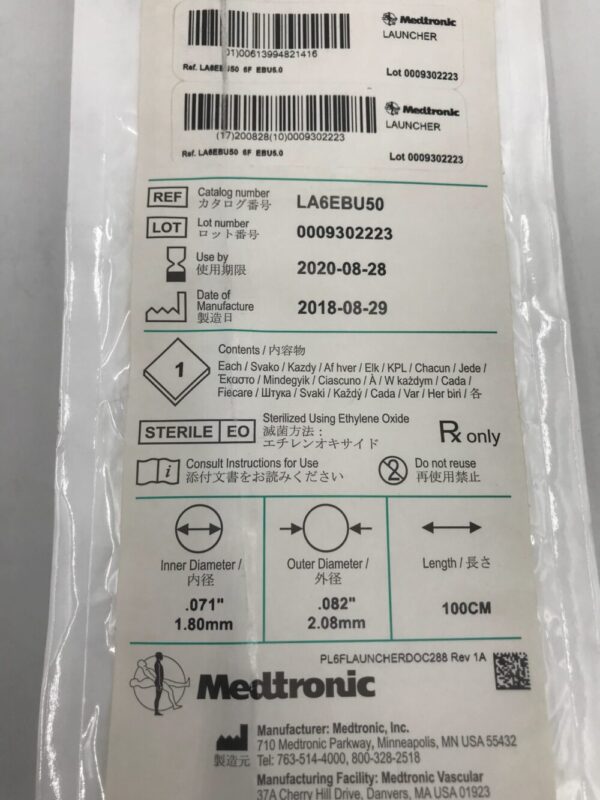 Medtronic
LAUNCHER
01)00613994821416
Ref. LA6EBU50 6F EBU5.0
Lot 0009302223
Medtronic
LAUNCHER
(17)200828(10)0009302223
Ref. LA6EBU50 6F EBU5.0
Lot 0009302223
REF
Catalog number
カタログ番号
LA6EBU50
LOT
Lot number
ロット番号
0009302223
Use by
使用期限
2020-08-28
Date of
Manufacture
製造日
2018-08-29
1
Contents / 内容物
Each / Svako / Kazdy / Af hver / Elk / KPL / Chacun / Jede /
Έκαστο / Mindegyik / Ciascuno / À / W każdym / Cada /
Fiecare / Штука / Svaki / Každý / Cada / Var / Her biri / 各
STERILE EO
Sterilized Using Ethylene Oxide
滅菌方法：
エチレンオキサイド
Rx only
i
Consult Instructions for Use
添付文書をお読みください
2
Do not reuse
再使用禁止
Inner Diameter /
内径
.071"
1.80mm
Outer Diameter /
外径
.082"
2.08mm
Length / 長さ
100CM
PL6FLAUNCHERDOC288 Rev 1A
Medtronic
製造元
Manufacturer: Medtronic, Inc.
710 Medtronic Parkway, Minneapolis, MN USA 55432
Tel: 763-514-4000, 800-328-2518
Manufacturing Facility: Medtronic Vascular
37A Cherry Hill Drive, Danvers, MA USA 01923